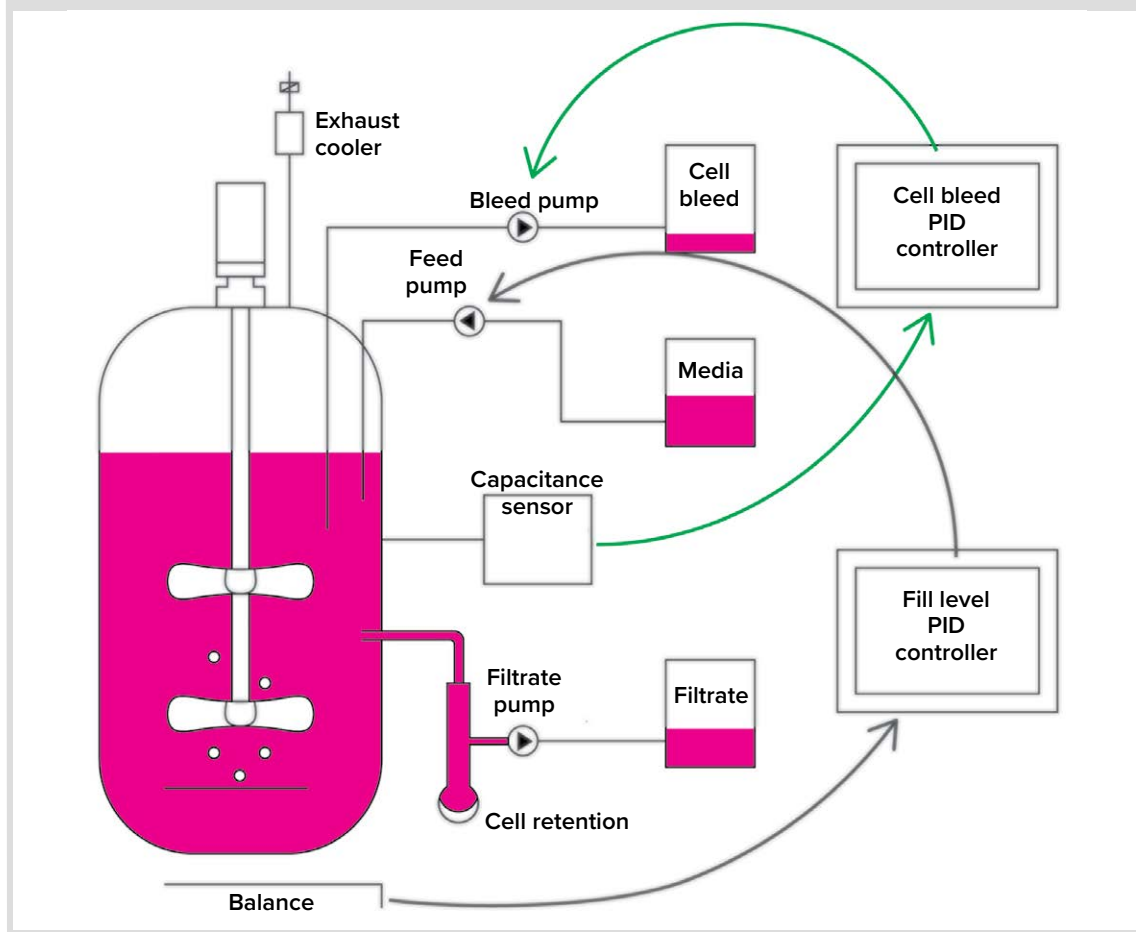 Exhaust
cooler
Bleed pump
Cell
bleed
Cell bleed
PID
controller
Feed
pump
Media
Capacitance
sensor
Fill level
PID
controller
Filtrate
pump
Filtrate
Cell retention
Balance